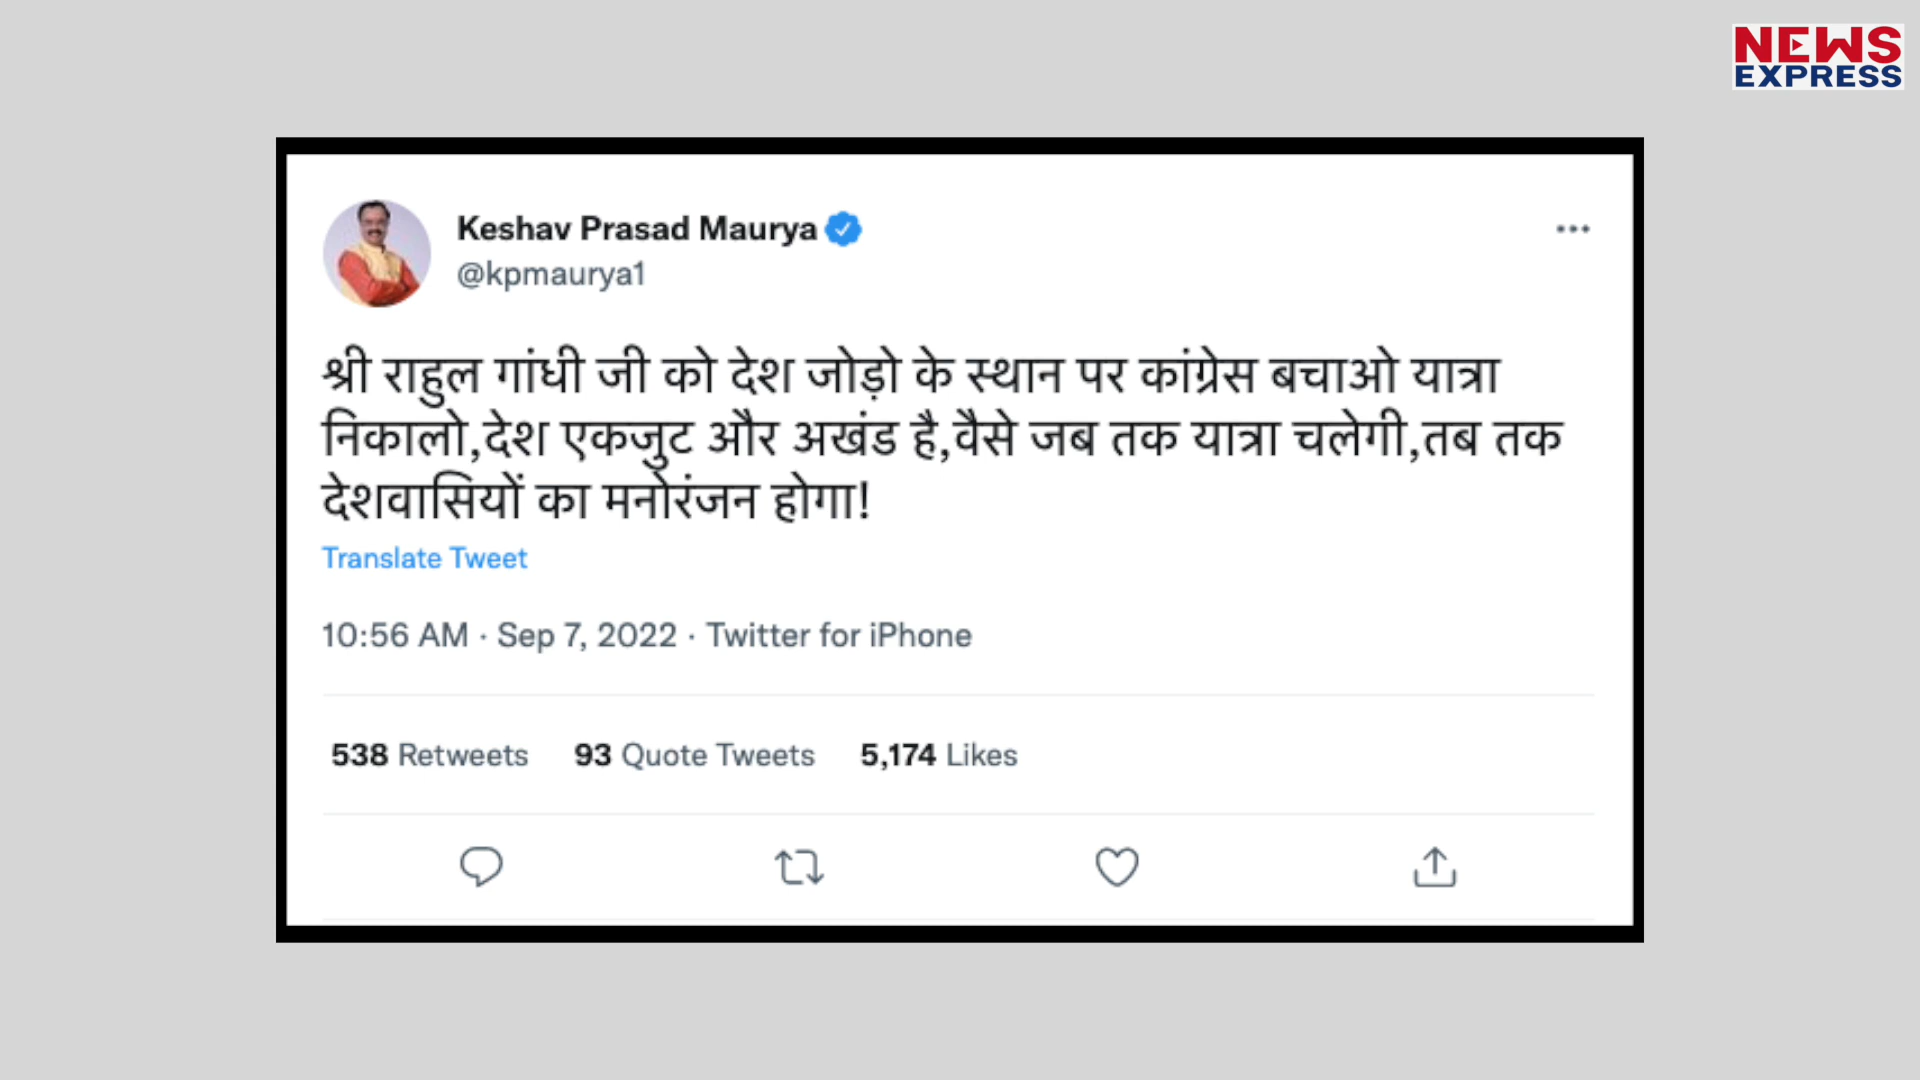 NEWS
EXPRESS
Keshav Prasad Maurya
@kpmaurya1
श्री राहुल गांधी जी को देश जोड़ो के स्थान पर कांग्रेस बचाओ यात्रा
निकालो,देश एकजुट और अखंड है,वैसे जब तक यात्रा चलेगी,तब तक
देशवासियों का मनोरंजन होगा!
Translate Tweet
10:56 AM · Sep 7, 2022 · Twitter for iPhone
538 Retweets 93 Quote Tweets 5,174 Likes